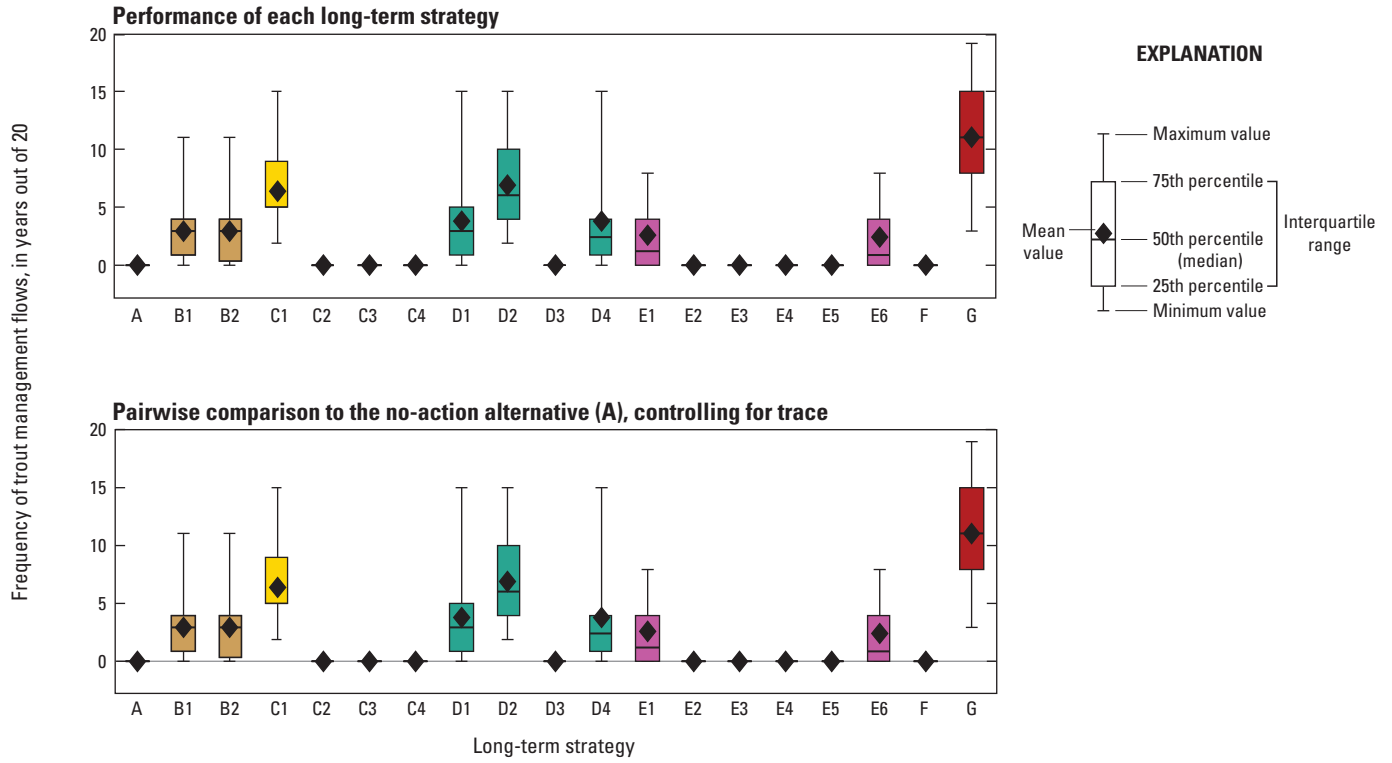 Performance of each long-term strategy
20
15
10
5
0
A B1 B2 C1 C2 C3 C4 D1 D2 D3 D4 E1 E2 E3 E4 E5 E6 F G
EXPLANATION
Maximum value
75th percentile
Mean value
50th percentile
(median)
Interquartile
range
25th percentile
Minimum value
Frequency of trout management flows, in years out of 20
Pairwise comparison to the no-action alternative (A), controlling for trace
20
15
10
5
0
A B1 B2 C1 C2 C3 C4 D1 D2 D3 D4 E1 E2 E3 E4 E5 E6 F G
Long-term strategy